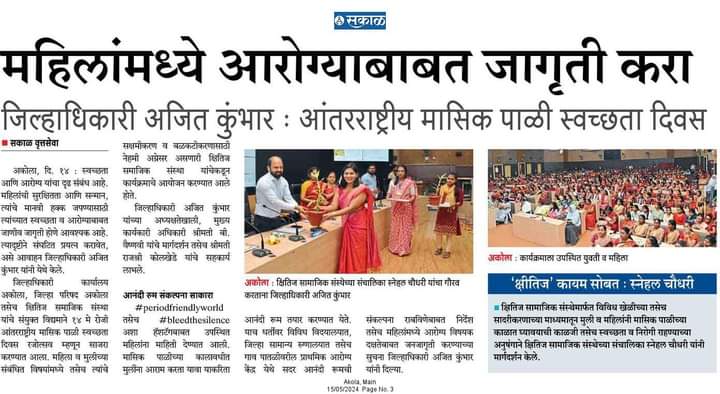 सकाळ
महिलांमध्ये आरोग्याबाबत जागृती करा
जिल्हाधिकारी अजित कुंभार : आंतरराष्ट्रीय मासिक पाळी स्वच्छता दिवस
■ सकाळ वृत्तसेवा
अकोला, दि. १४ : स्वच्छता
आणि आरोग्य यांचा दृढ संबंध आहे.
महिलांची सुरक्षितता आणि सन्मान,
त्यांचे मानवी हक्क जपण्यासाठी
त्यांच्यात स्वच्छता व आरोग्याबाबत
जाणीव जागृती होणे आवश्यक आहे.
त्यादृष्टीने संघटित प्रयत्न करावेत,
असे आवाहन जिल्हाधिकारी अजित
कुंभार यांनी येथे केले.
जिल्हाधिकारी कार्यालय
अकोला, जिल्हा परिषद अकोला
तसेच क्षितिज सामाजिक संस्था
यांचे संयुक्त विद्यमाने १४ मे रोजी
आंतरराष्ट्रीय मासिक पाळी स्वच्छता
दिवस रजोत्सव म्हणून साजरा
करण्यात आला. महिला व मुलींच्या
संबंधित विषयांमध्ये तसेच त्यांचे
सक्षमीकरण व बळकटीकरणासाठी
नेहमी अग्रेसर असणारी क्षितिज
सामाजिक संस्था यांचेकडून
कार्यक्रमाचे आयोजन करण्यात आले
होते.
जिल्हाधिकारी अजित कुंभार
यांच्या अध्यक्षतेखाली, मुख्य
कार्यकारी अधिकारी श्रीमती बी.
वैष्णवी यांचे मार्गदर्शन तसेच श्रीमती
राजश्री कोलखेडे यांचे सहकार्य
लाभले.
आनंदी रुम संकल्पना साकारा
#periodfriendlyworld
तसेच #bleedthesilence
अशा हॅशटॅगबाबत उपस्थित
महिलांना माहिती देण्यात आली.
मासिक पाळीच्या कालावधीत
मुलींना आराम करता यावा याकरिता
अकोला : क्षितिज सामाजिक संस्थेच्या संचालिका स्नेहल चौधरी यांचा गौरव
करताना जिल्हाधिकारी अजित कुंभार
आनंदी रूम तयार करण्यात येते.
याच धर्तीवर विविध विद्यालयात,
जिल्हा सामान्य रुग्णालयात तसेच
गाव पातळीवरील प्राथमिक आरोग्य
केंद्र येथे सदर आनंदी रूमची
संकल्पना राबविणेबाबत निर्देश
तसेच महिलांमध्ये आरोग्य विषयक
दक्षतेबाबत जनजागृती करण्याच्या
सूचना जिल्हाधिकारी अजित कुंभार
यांनी दिल्या.
अकोला : कार्यक्रमाला उपस्थित युवती व महिला
'क्षीतिज' कायम सोबत : स्नेहल चौधरी
■ क्षितिज सामाजिक संस्थेमार्फत विविध खेळीच्या तसेच
सादरीकरणाच्या माध्यमातून मुली व महिलांनी मासिक पाळीच्या
काळात घ्यावयाची काळजी तसेच स्वच्छता व निरोगी राहण्याच्या
अनुषंगाने क्षितिज सामाजिक संस्थेच्या संचालिका स्नेहल चौधरी यांनी
मार्गदर्शन केले.
Akola, Main
15/05/2024 Page No. 3